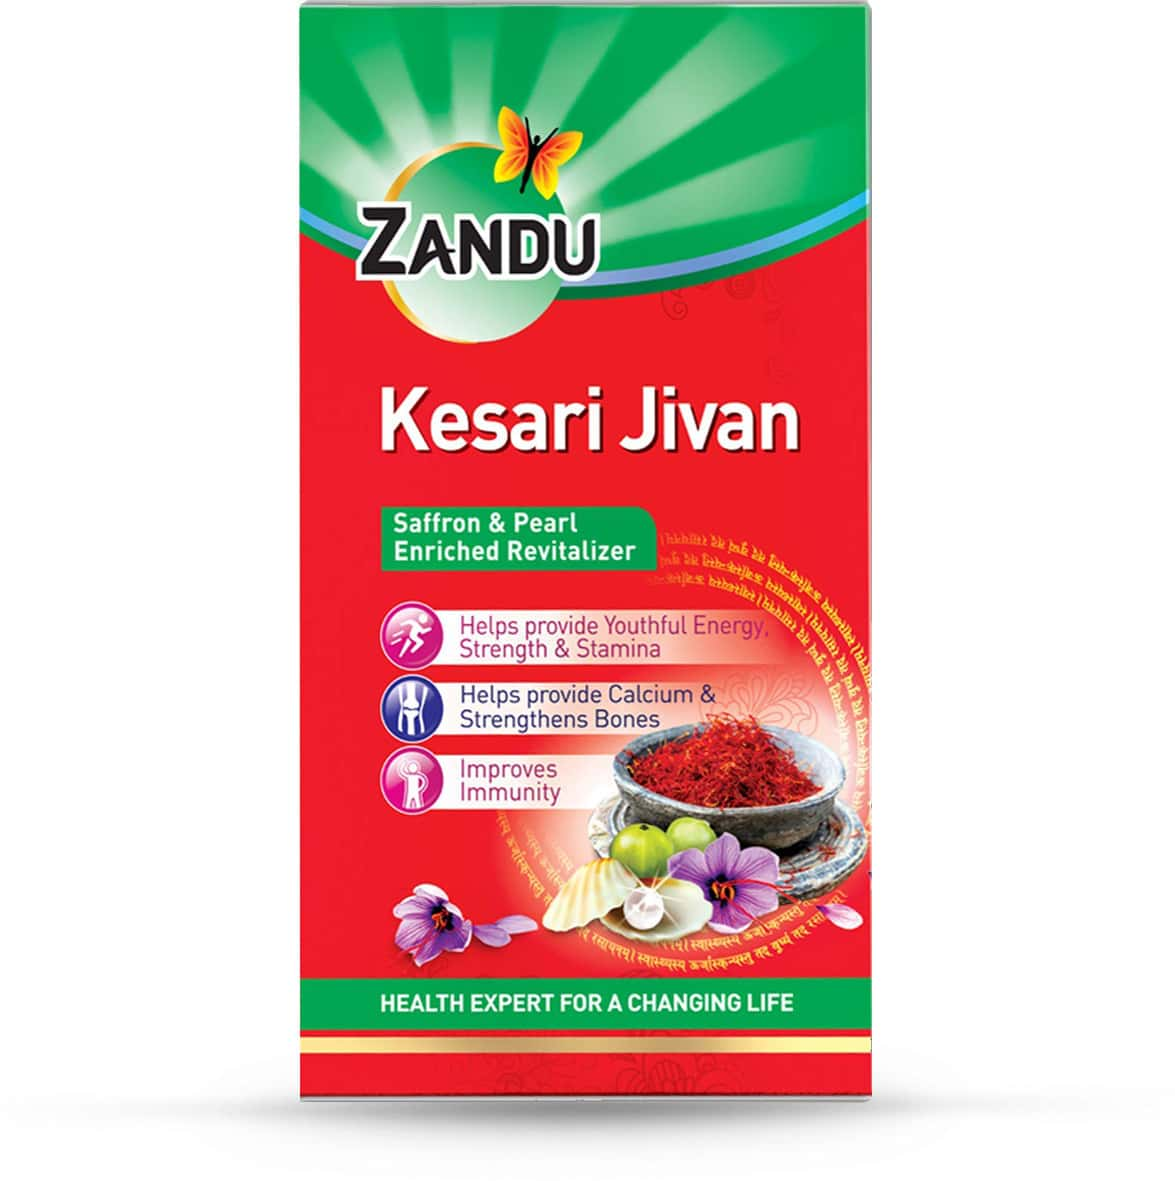 ZANDU
Kesari Jivan
Saffron & Pearl
Enriched Revitalizer
Helps provide Youthful Energy,
Strength & Stamina
Helps provide Calcium &
Strengthens Bones
Improves
Immunity
HEALTH EXPERT FOR A CHANGING LIFE